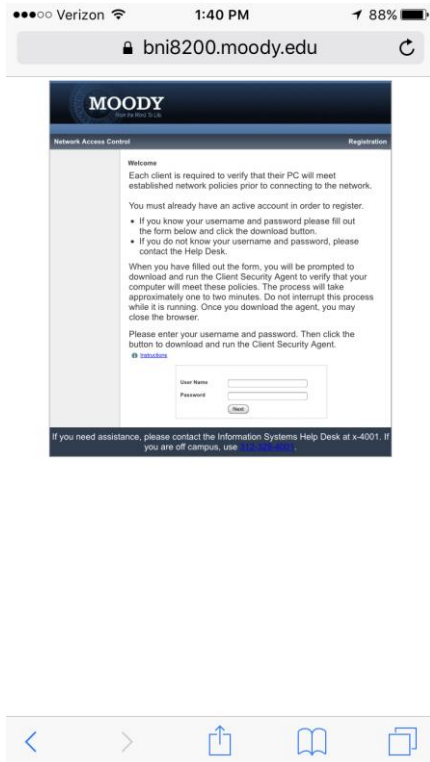 Verizon 1:40 PM 88%
bni8200.moody.edu
MOODY
From the Word. To Life.
Network Access Control Registration
Welcome
Each client is required to verify that their PC will meet
established network policies prior to connecting to the network.
You must already have an active account in order to register.
• If you know your username and password please fill out
the form below and click the download button.
• If you do not know your username and password, please
contact the Help Desk.
When you have filled out the form, you will be prompted to
download and run the Client Security Agent to verify that your
computer will meet these policies. The process will take
approximately one to two minutes. Do not interrupt this process
while it is running. Once you download the agent, you may
close the browser.
Please enter your username and password. Then click the
button to download and run the Client Security Agent.
Instructions
User Name
Password
Next
If you need assistance, please contact the Information Systems Help Desk at x-4001. If
you are off campus, use 312-329-4001.